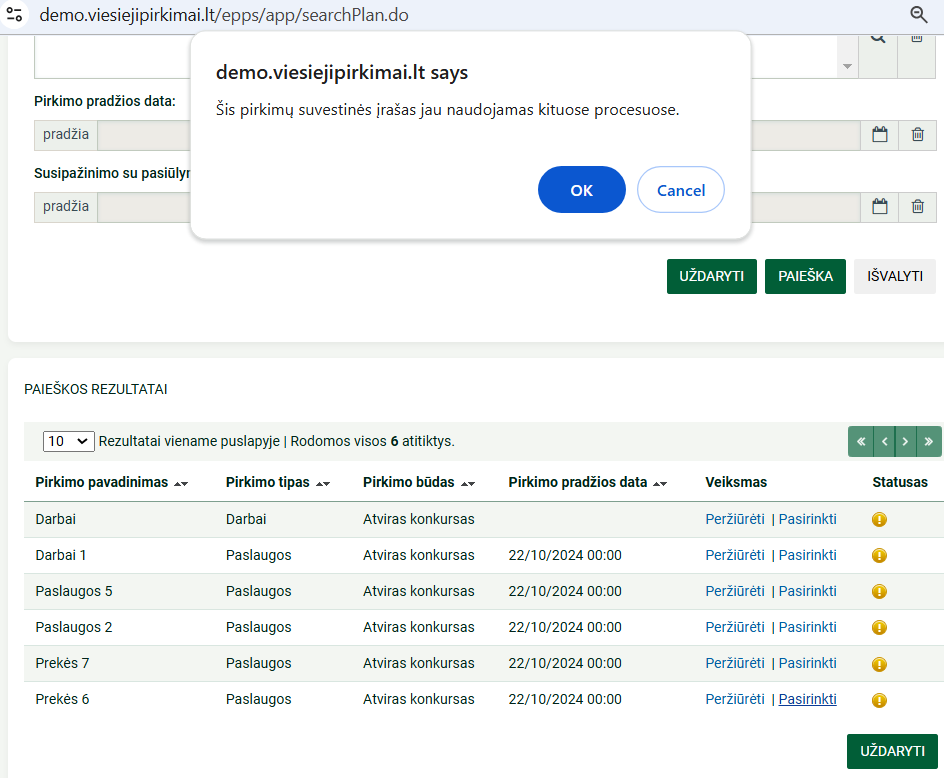 demo.viesiejipirkimai.lt/epps/app/searchPlan.do
demo.viesiejipirkimai.lt says
Šis pirkimų suvestinės įrašas jau naudojamas kituose procesuose.
OK Cancel
Pirkimo pradžios data:
pradžia
Susipažinimo su pasiūlyr
pradžia
UŽDARYTI PAIEŠKA IŠVALYTI
PAIEŠKOS REZULTATAI
10 Rezultatai viename puslapyje | Rodomos visos 6 atitiktys. « ‹ › »
Pirkimo pavadinimas Pirkimo tipas Pirkimo būdas Pirkimo pradžios data Veiksmas Statusas
Darbai Darbai Atviras konkursas Peržiūrėti | Pasirinkti
Darbai 1 Paslaugos Atviras konkursas 22/10/2024 00:00 Peržiūrėti | Pasirinkti
Paslaugos 5 Paslaugos Atviras konkursas 22/10/2024 00:00 Peržiūrėti | Pasirinkti
Paslaugos 2 Paslaugos Atviras konkursas 22/10/2024 00:00 Peržiūrėti | Pasirinkti
Prekės 7 Paslaugos Atviras konkursas 22/10/2024 00:00 Peržiūrėti | Pasirinkti
Prekės 6 Paslaugos Atviras konkursas 22/10/2024 00:00 Peržiūrėti | Pasirinkti
UŽDARYTI